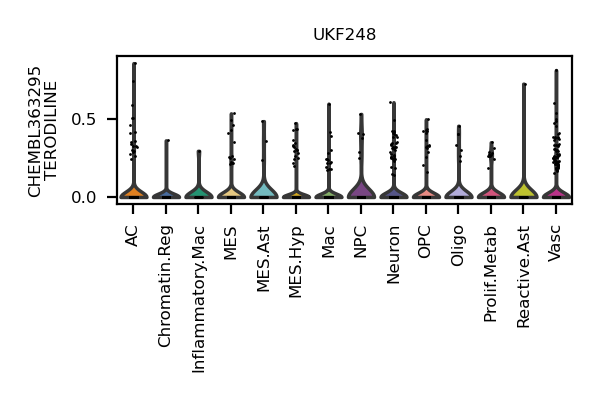 UKF248
CHEMBL363295
TERODILINE
0.5
0.0
AC
Chromatin.Reg
Inflammatory.Mac
MES
MES.Ast
MES.Hyp
Mac
NPC
Neuron
OPC
Oligo
Prolif.Metab
Reactive.Ast
Vasc